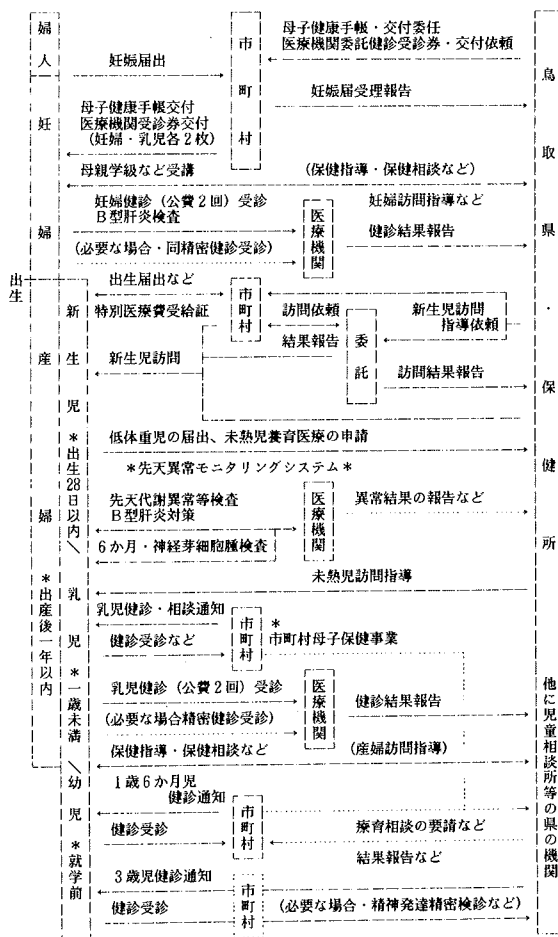 婦人
妊婦
産婦
*出産後一年以内
出生
新生児
*出生28日以内
乳児
*一歳未満
幼児
*就学前
鳥取県・保健所
他に児童相談所等の県の機関
市町村
母子健康手帳・交付委任
医療機関委託健診受診券・交付依頼
妊娠届出
妊娠届受理報告
母子健康手帳交付
医療機関受診券交付
(妊婦・乳児各2枚)
母親学級など受講
(保健指導・保健相談など)
妊婦健診(公費2回)受診
B型肝炎検査
医療機関
妊婦訪問指導など
(必要な場合・同精密健診受診)
健診結果報告
出生届出など
特別医療費受給証
市町村
訪問依頼
結果報告
委託
新生児訪問
指導依頼
新生児訪問
訪問結果報告
低体重児の届出、未熟児養育医療の申請
*先天異常モニタリングシステム*
先天代謝異常等検査
B型肝炎対策
医療機関
異常結果の報告など
6か月・神経芽細胞腫検査
未熟児訪問指導
乳児健診・相談通知
健診受診など
市町村
*
市町村母子保健事業
乳児健診(公費2回)受診
(必要な場合精密健診受診)
医療機関
健診結果報告
保健指導・保健相談など
(産婦訪問指導)
1歳6か月児
健診通知
健診受診
市町村
療育相談の要請など
結果報告など
3歳児健診通知
健診受診
市町村
(必要な場合・精神発達精密検診など)